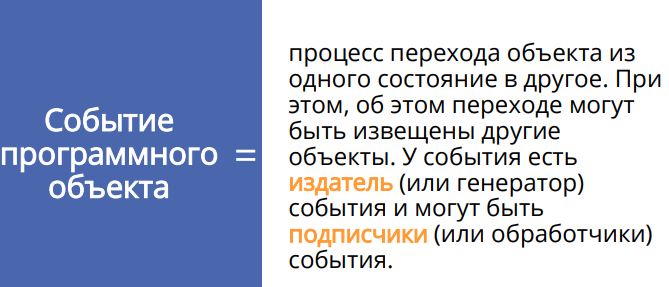 Событие
программного =
объекта
процесс перехода объекта из
одного состояние в другое. При
этом, об этом переходе могут
быть извещены другие
объекты. У события есть
издатель (или генератор)
события и могут быть
подписчики (или обработчики)
события.